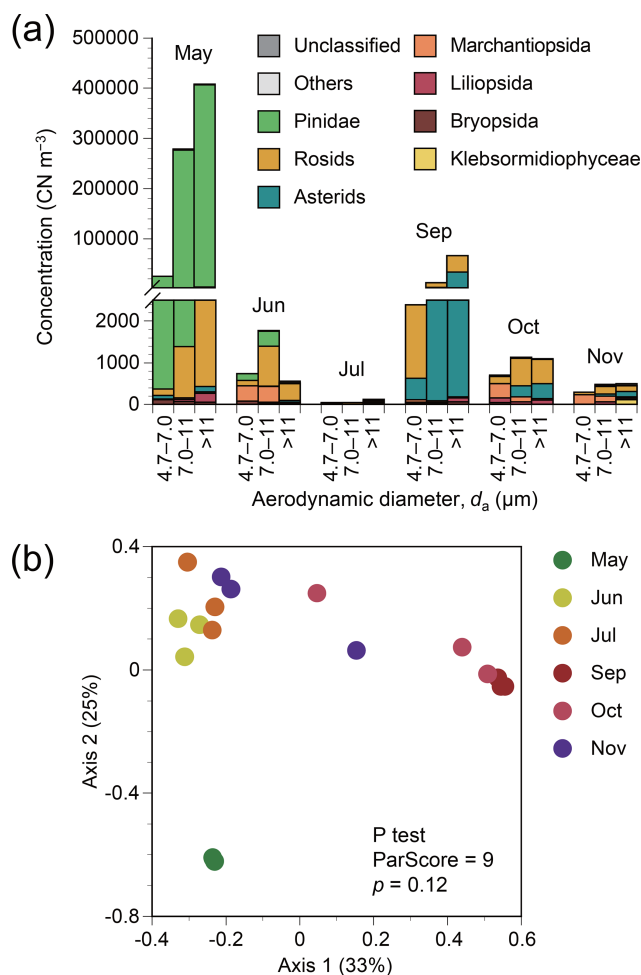 (a)
500000
400000
300000
200000
100000
2000
1000
0
Concentration (CN m⁻³)
May
Jun
Jul
Sep
Oct
Nov
Unclassified
Others
Pinidae
Rosids
Asterids
Marchantiopsida
Liliopsida
Bryopsida
Klebsormidiophyceae
4.7–7.0
7.0–11
>11
4.7–7.0
7.0–11
>11
4.7–7.0
7.0–11
>11
4.7–7.0
7.0–11
>11
4.7–7.0
7.0–11
>11
4.7–7.0
7.0–11
>11
Aerodynamic diameter, dₐ (μm)
(b)
0.4
0
-0.4
-0.8
Axis 2 (25%)
P test
ParScore = 9
p = 0.12
-0.4
-0.2
0
0.2
0.4
0.6
Axis 1 (33%)
May
Jun
Jul
Sep
Oct
Nov